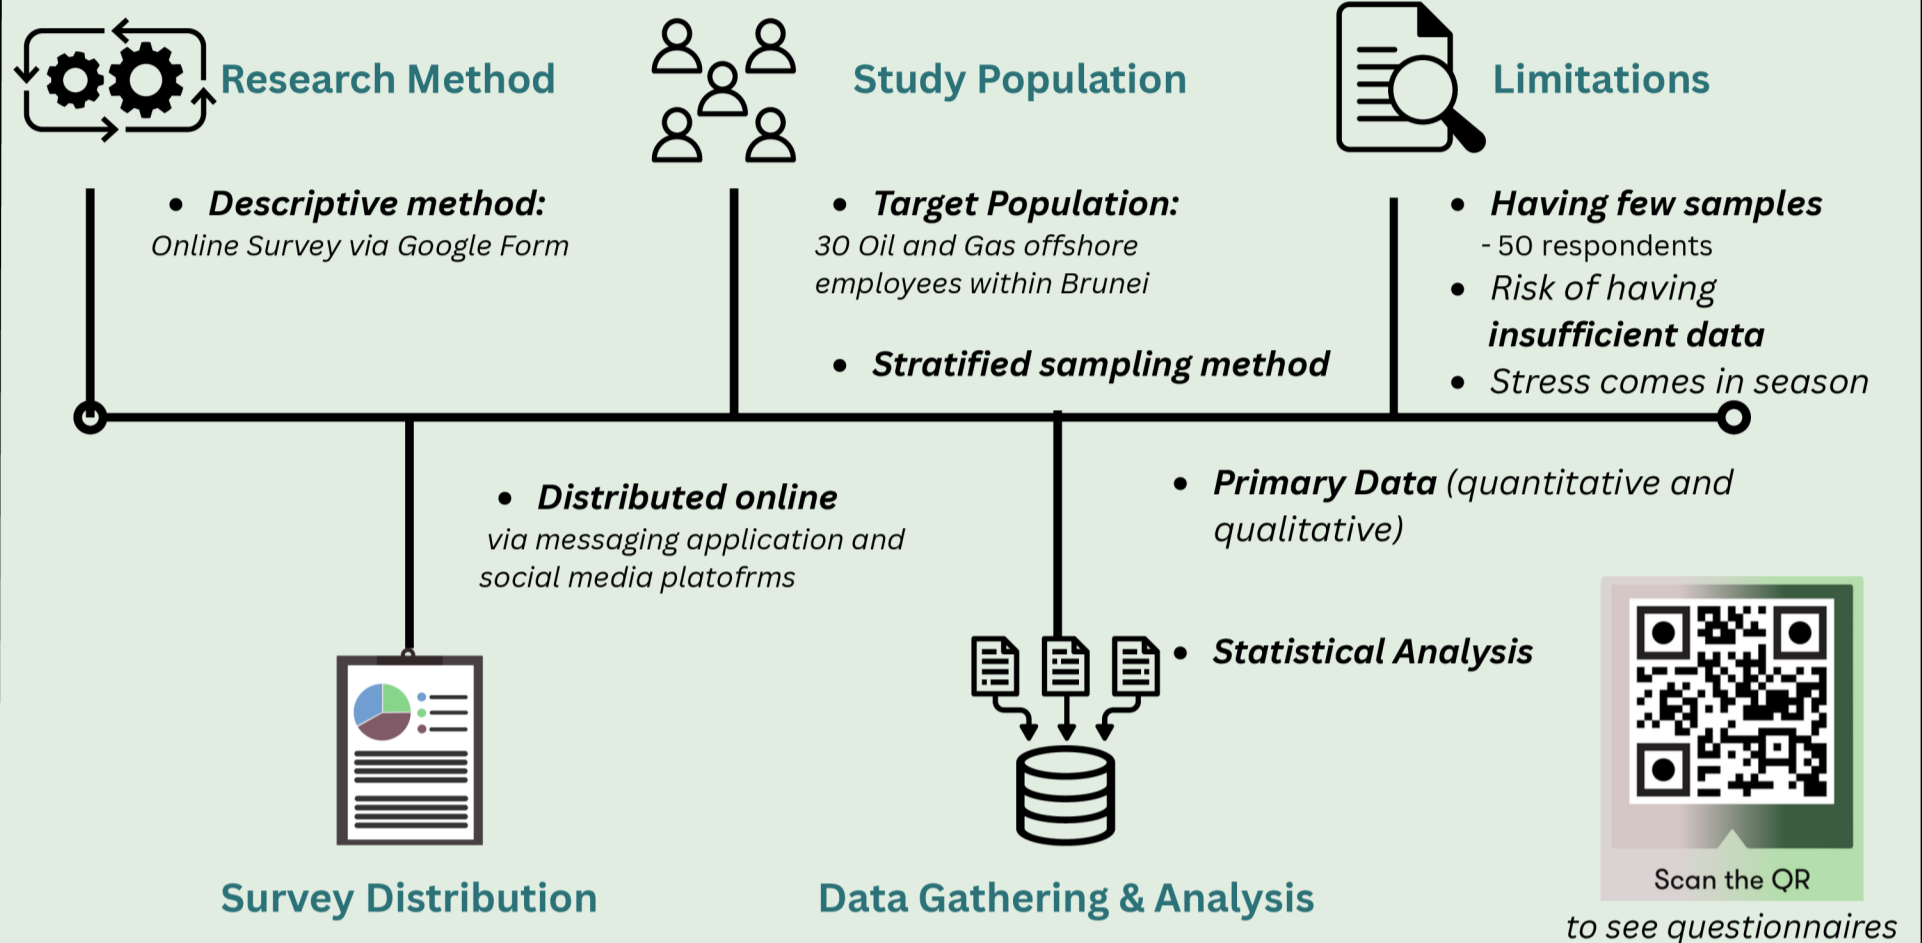 Research Method
• Descriptive method:
Online Survey via Google Form
Study Population
• Target Population:
30 Oil and Gas offshore
employees within Brunei
• Stratified sampling method
Limitations
• Having few samples
- 50 respondents
• Risk of having
insufficient data
• Stress comes in season
• Distributed online
via messaging application and
social media platofrms
Survey Distribution
• Primary Data (quantitative and
qualitative)
• Statistical Analysis
Data Gathering & Analysis
Scan the QR
to see questionnaires